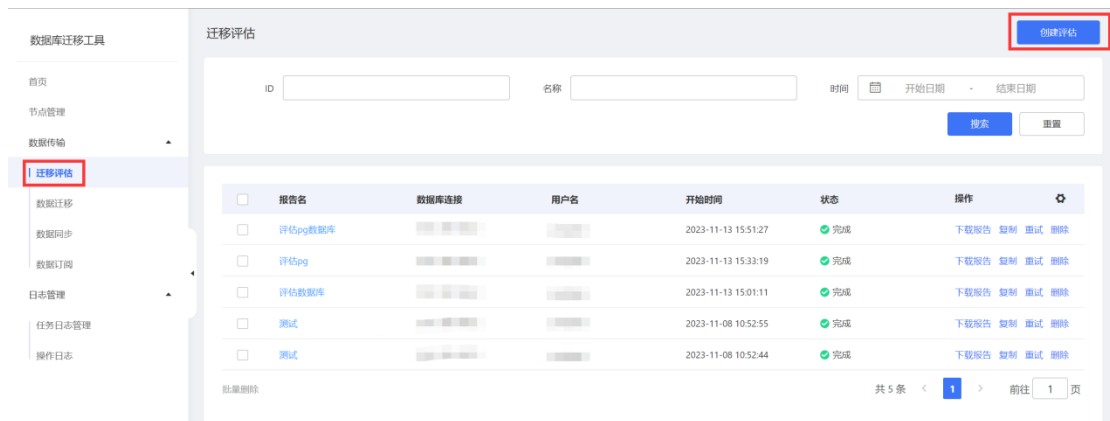 数据库迁移工具
首页
节点管理
数据传输
迁移评估
数据迁移
数据同步
数据订阅
日志管理
任务日志管理
操作日志
迁移评估
创建评估
ID 名称 时间 开始日期 - 结束日期
搜索 重置
报告名 数据库连接 用户名 开始时间 状态 操作
评估pg数据库 2023-11-13 15:51:27 完成 下载报告 复制 重试 删除
评估pg 2023-11-13 15:33:19 完成 下载报告 复制 重试 删除
评估数据库 2023-11-13 15:01:11 完成 下载报告 复制 重试 删除
测试 2023-11-08 10:52:55 完成 下载报告 复制 重试 删除
测试 2023-11-08 10:52:44 完成 下载报告 复制 重试 删除
批量删除 共 5 条 < 1 > 前往 1 页